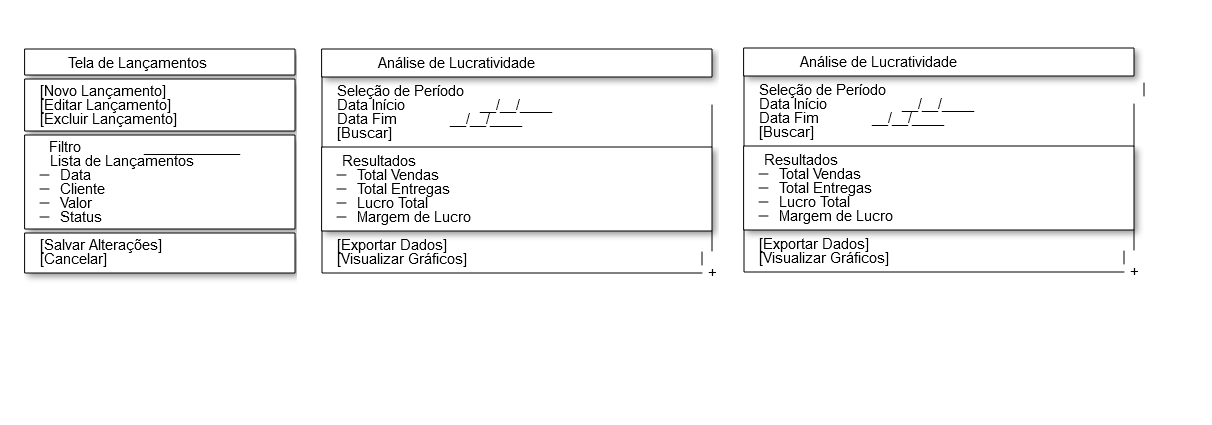 Tela de Lançamentos
[Novo Lançamento]
[Editar Lançamento]
[Excluir Lançamento]
Filtro ____________
Lista de Lançamentos
– Data
– Cliente
– Valor
– Status
[Salvar Alterações]
[Cancelar]
Análise de Lucratividade
Seleção de Período
Data Início __/__/____
Data Fim __/__/____
[Buscar]
Resultados
– Total Vendas
– Total Entregas
– Lucro Total
– Margem de Lucro
[Exportar Dados]
[Visualizar Gráficos]
+
Análise de Lucratividade
Seleção de Período
Data Início __/__/____
Data Fim __/__/____
[Buscar]
Resultados
– Total Vendas
– Total Entregas
– Lucro Total
– Margem de Lucro
[Exportar Dados]
[Visualizar Gráficos]
+